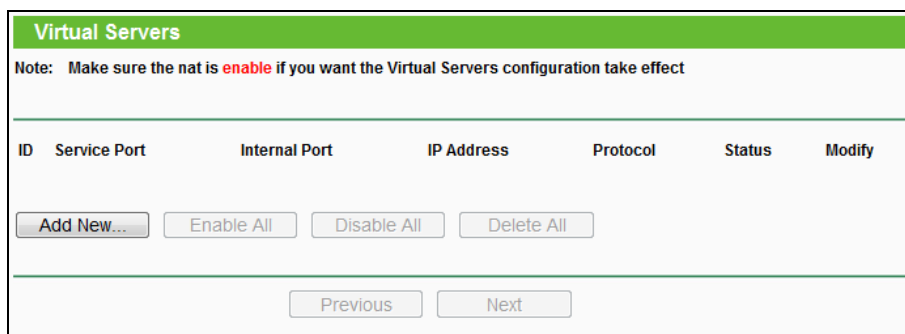 Virtual Servers
Note: Make sure the nat is enable if you want the Virtual Servers configuration take effect
ID Service Port Internal Port IP Address Protocol Status Modify
Add New... Enable All Disable All Delete All
Previous Next